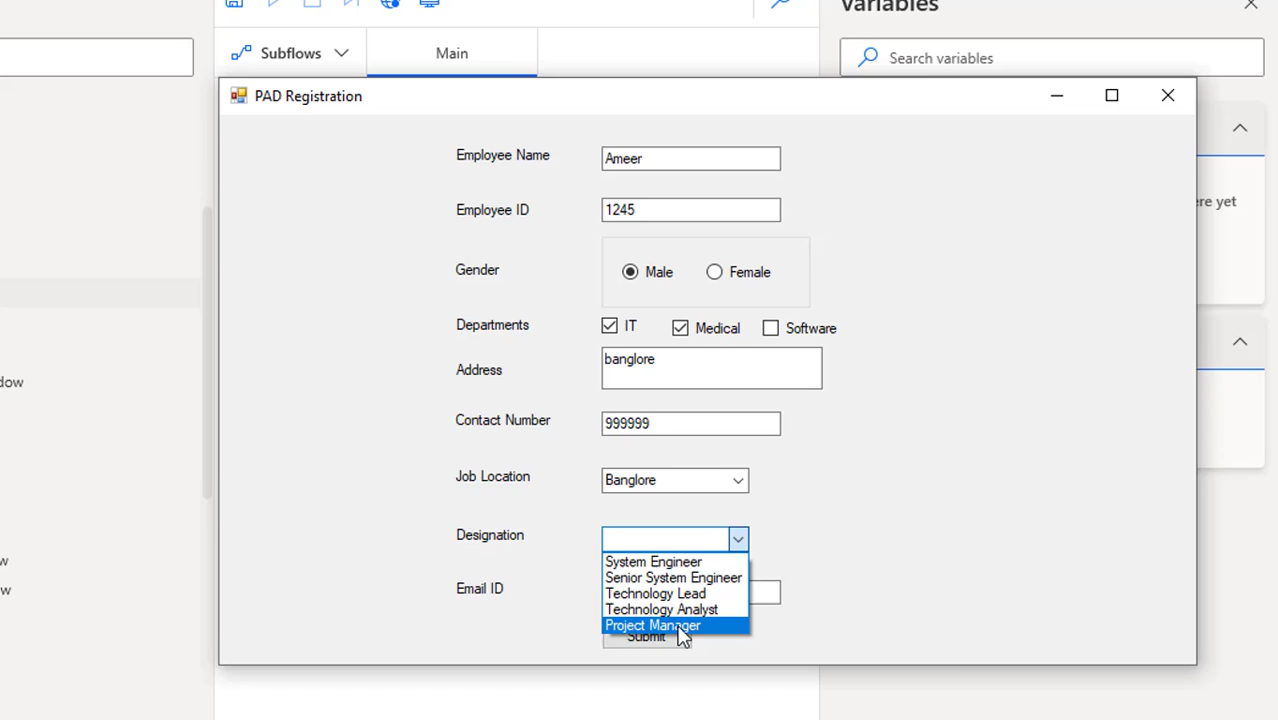 Variables
Subflows
Main
Search variables
PAD Registration
Employee Name
Ameer
Employee ID
1245
ere yet
Gender
Male
Female
Departments
IT
Medical
Software
Address
banglore
dow
Contact Number
999999
Job Location
Banglore
Designation
System Engineer
Senior System Engineer
Technology Lead
Technology Analyst
Project Manager
w
Email ID
w
Submit